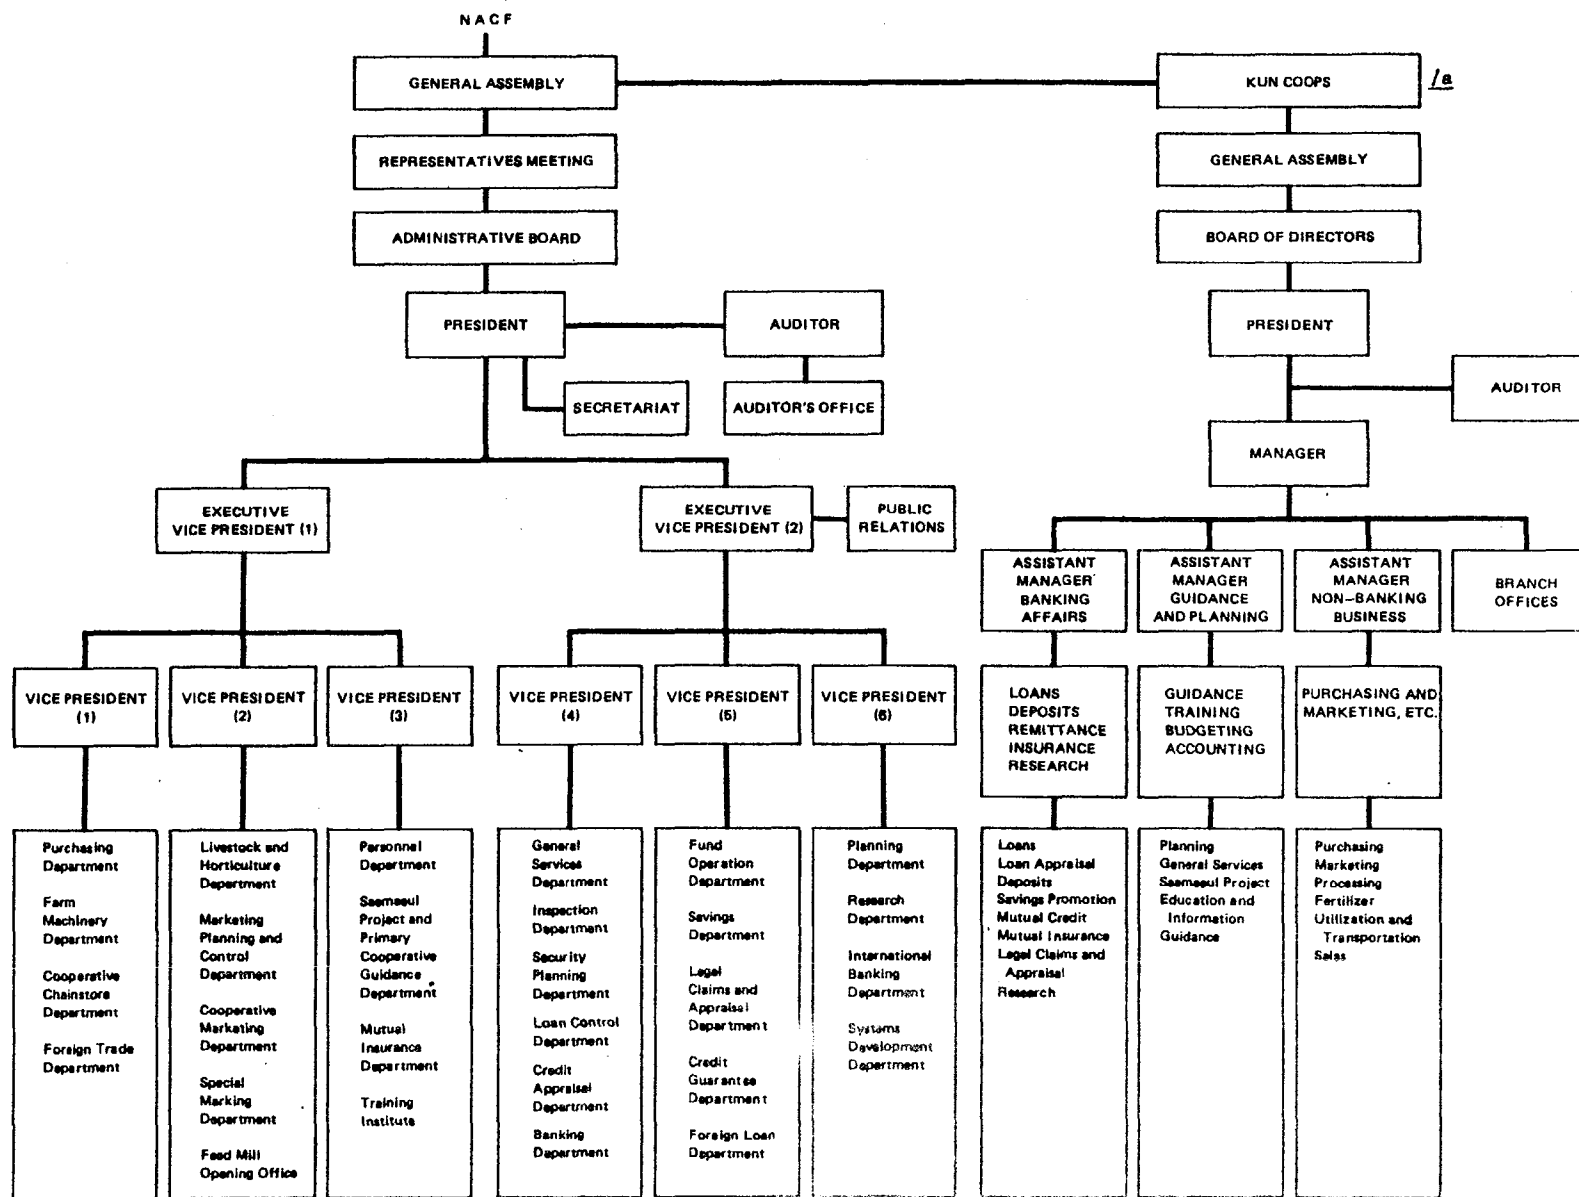 NACF
GENERAL ASSEMBLY
KUN COOPS
/a
REPRESENTATIVES MEETING
GENERAL ASSEMBLY
ADMINISTRATIVE BOARD
BOARD OF DIRECTORS
PRESIDENT
AUDITOR
PRESIDENT
SECRETARIAT
AUDITOR'S OFFICE
AUDITOR
MANAGER
EXECUTIVE
VICE PRESIDENT (1)
EXECUTIVE
VICE PRESIDENT (2)
PUBLIC
RELATIONS
ASSISTANT
MANAGER
BANKING
AFFAIRS
ASSISTANT
MANAGER
GUIDANCE
AND PLANNING
ASSISTANT
MANAGER
NON-BANKING
BUSINESS
BRANCH
OFFICES
VICE PRESIDENT
(1)
VICE PRESIDENT
(2)
VICE PRESIDENT
(3)
VICE PRESIDENT
(4)
VICE PRESIDENT
(5)
VICE PRESIDENT
(6)
LOANS
DEPOSITS
REMITTANCE
INSURANCE
RESEARCH
GUIDANCE
TRAINING
BUDGETING
ACCOUNTING
PURCHASING AND
MARKETING, ETC.
Purchasing
Department
Farm
Machinery
Department
Cooperative
Chainstore
Department
Foreign Trade
Department
Livestock and
Horticulture
Department
Marketing
Planning and
Control
Department
Cooperative
Marketing
Department
Special
Marking
Department
Feed Mill
Opening Office
Personnel
Department
Saemaeul
Project and
Primary
Cooperative
Guidance
Department
Mutual
Insurance
Department
Training
Institute
General
Services
Department
Inspection
Department
Security
Planning
Department
Loan Control
Department
Credit
Appraisal
Department
Banking
Department
Fund
Operation
Department
Savings
Department
Legal
Claims and
Appraisal
Department
Credit
Guarantee
Department
Foreign Loan
Department
Planning
Department
Research
Department
International
Banking
Department
Systems
Development
Department
Loans
Loan Appraisal
Deposits
Savings Promotion
Mutual Credit
Mutual Insurance
Legal Claims and
Appraisal
Research
Planning
General Services
Saemaeul Project
Education and
Information
Guidance
Purchasing
Marketing
Processing
Fertilizer
Utilization and
Transportation
Sales